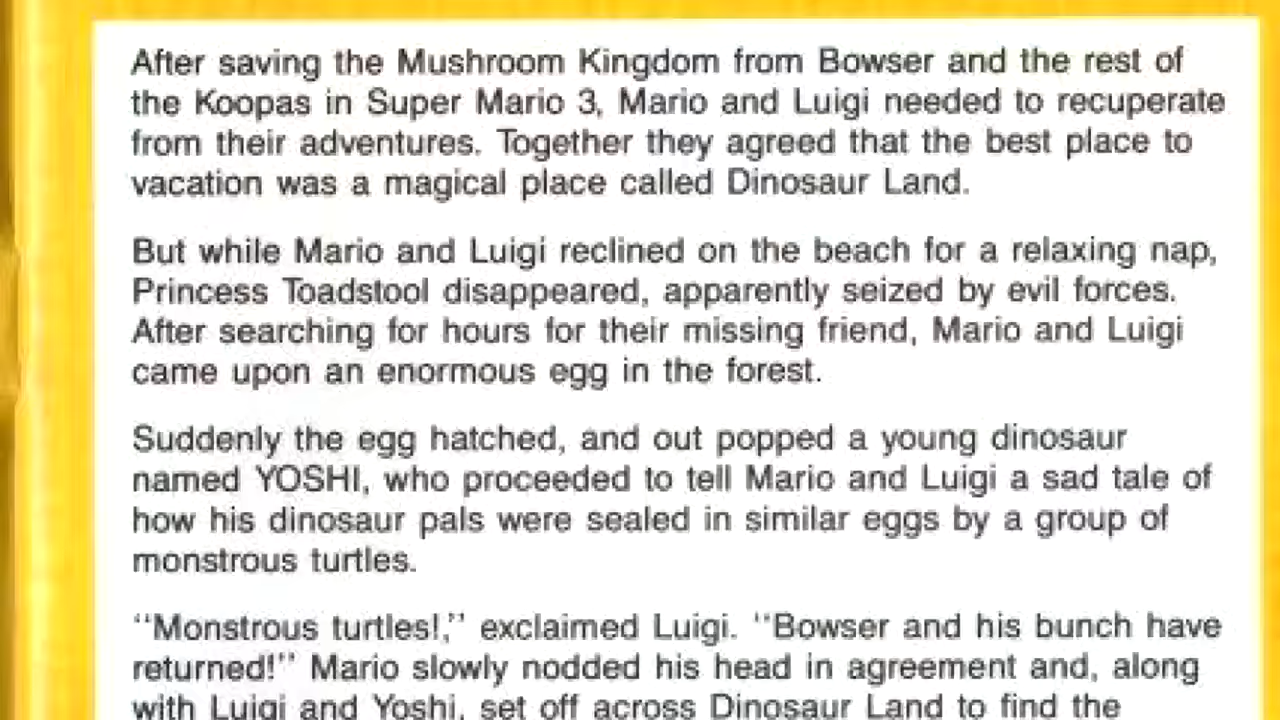 After saving the Mushroom Kingdom from Bowser and the rest of
the Koopas in Super Mario 3, Mario and Luigi needed to recuperate
from their adventures. Together they agreed that the best place to
vacation was a magical place called Dinosaur Land.
But while Mario and Luigi reclined on the beach for a relaxing nap,
Princess Toadstool disappeared, apparently seized by evil forces.
After searching for hours for their missing friend, Mario and Luigi
came upon an enormous egg in the forest.
Suddenly the egg hatched, and out popped a young dinosaur
named YOSHI, who proceeded to tell Mario and Luigi a sad tale of
how his dinosaur pals were sealed in similar eggs by a group of
monstrous turtles.
‘‘Monstrous turtles!,’’ exclaimed Luigi. ‘‘Bowser and his bunch have
returned!’’ Mario slowly nodded his head in agreement and, along
with Luigi and Yoshi, set off across Dinosaur Land to find the